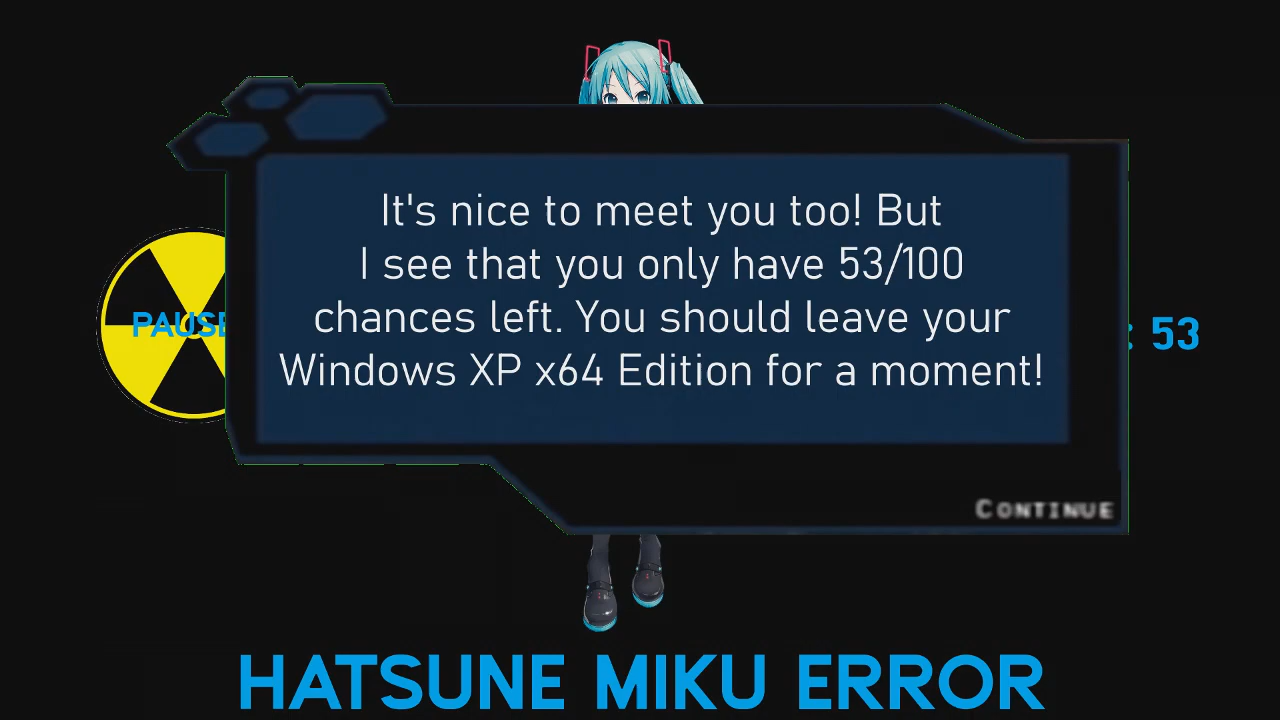 It's nice to meet you too! But
I see that you only have 53/100
chances left. You should leave your
Windows XP x64 Edition for a moment!
PAUSE
: 53
CONTINUE
HATSUNE MIKU ERROR